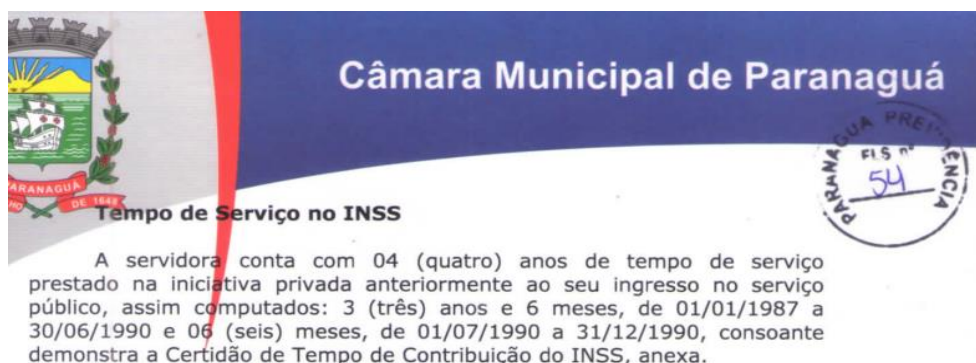 Câmara Municipal de Paranaguá
PARANAGUÁ PREVIDÊNCIA
FLS nº
54
PARANAGUÁ
DE 1648
Tempo de Serviço no INSS
A servidora conta com 04 (quatro) anos de tempo de serviço
prestado na iniciativa privada anteriormente ao seu ingresso no serviço
público, assim computados: 3 (três) anos e 6 meses, de 01/01/1987 a
30/06/1990 e 06 (seis) meses, de 01/07/1990 a 31/12/1990, consoante
demonstra a Certidão de Tempo de Contribuição do INSS, anexa.